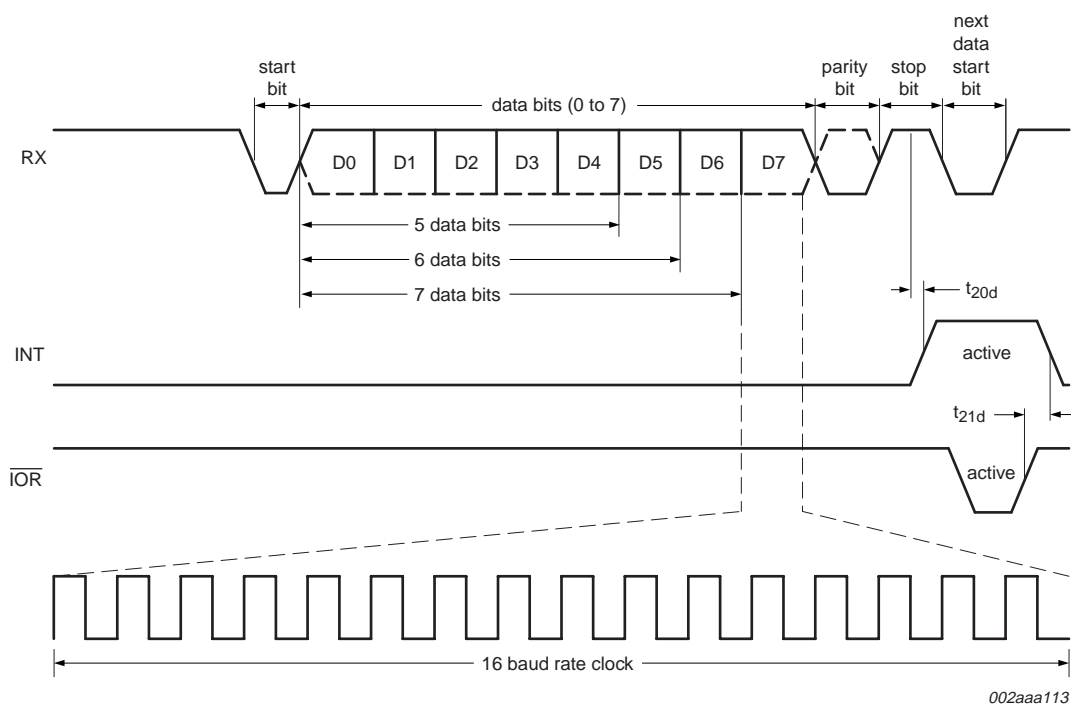 next
data
start
bit
start
bit
parity
bit
stop
bit
data bits (0 to 7)
RX
D0 D1 D2 D3 D4 D5 D6 D7
5 data bits
6 data bits
7 data bits
t20d
INT
active
t21d
IOR
active
16 baud rate clock
002aaa113